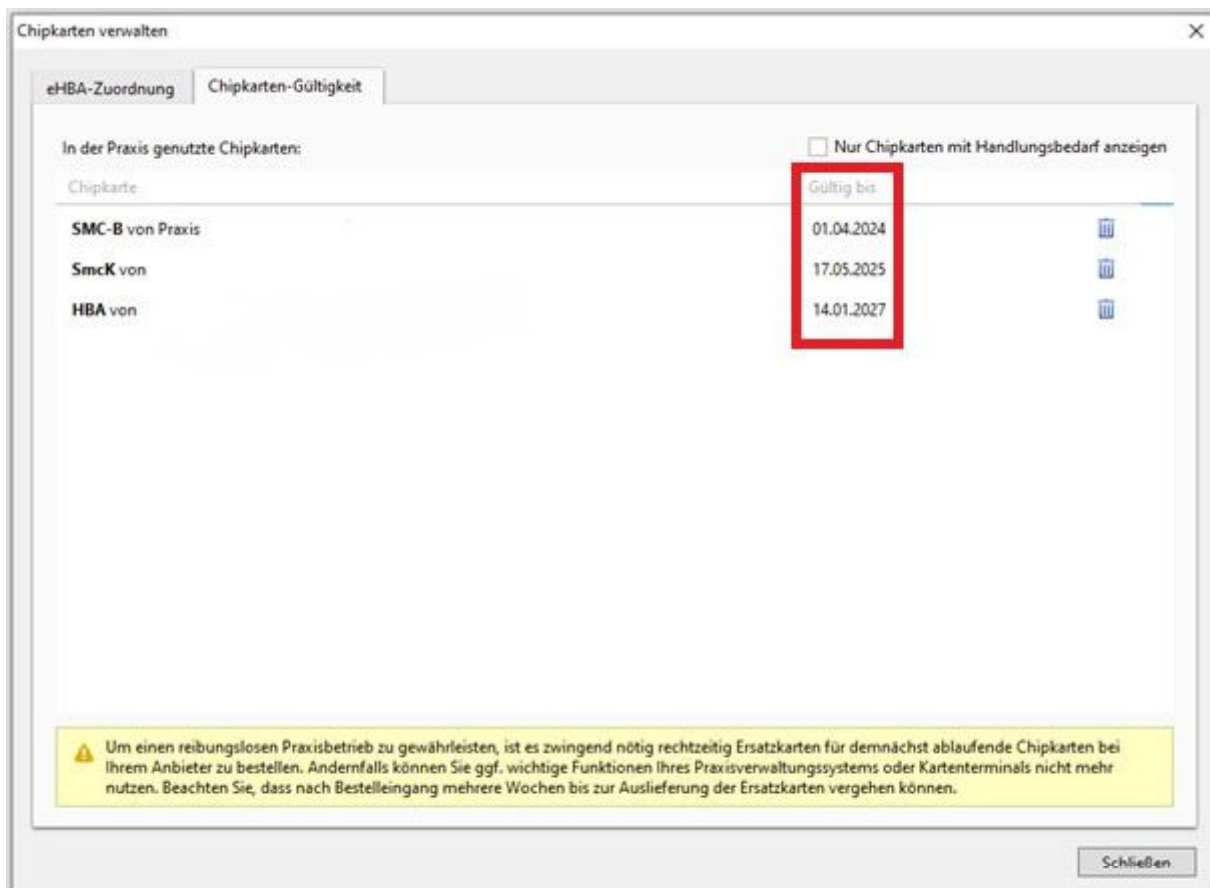 Chipkarten verwalten
eHBA-Zuordnung
Chipkarten-Gültigkeit
In der Praxis genutzte Chipkarten:
Nur Chipkarten mit Handlungsbedarf anzeigen
Chipkarte
Gültig bis
SMC-B von Praxis
01.04.2024
SmcK von
17.05.2025
HBA von
14.01.2027
Um einen reibungslosen Praxisbetrieb zu gewährleisten, ist es zwingend nötig rechtzeitig Ersatzkarten für demnächst ablaufende Chipkarten bei
Ihrem Anbieter zu bestellen. Andernfalls können Sie ggf. wichtige Funktionen Ihres Praxisverwaltungssystems oder Kartenterminals nicht mehr
nutzen. Beachten Sie, dass nach Bestelleingang mehrere Wochen bis zur Auslieferung der Ersatzkarten vergehen können.
Schließen